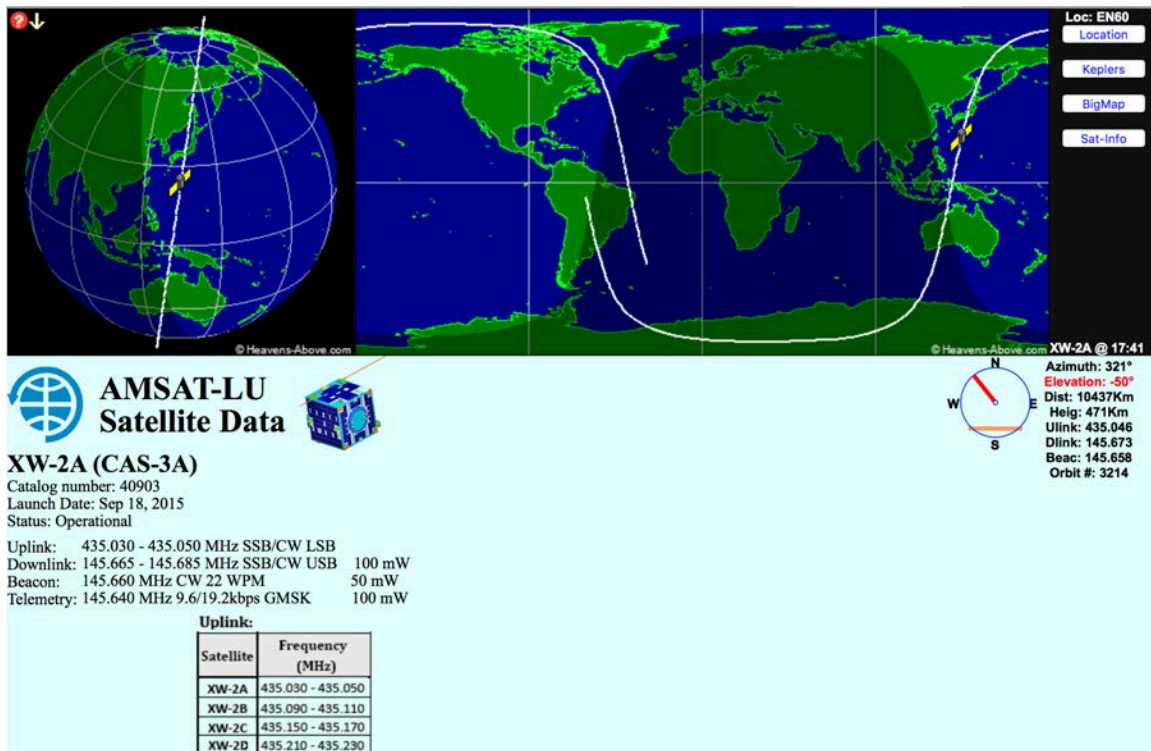 ?
Loc: EN60
Location
Keplers
BigMap
Sat-Info
© Heavens-Above.com
© Heavens-Above.com
XW-2A @ 17:41
N
W
E
S
Azimuth: 321°
Elevation: -50°
Dist: 10437Km
Heig: 471Km
Ulink: 435.046
Dlink: 145.673
Beac: 145.658
Orbit #: 3214
AMSAT-LU
Satellite Data
XW-2A (CAS-3A)
Catalog number: 40903
Launch Date: Sep 18, 2015
Status: Operational
Uplink: 435.030 - 435.050 MHz SSB/CW LSB
Downlink: 145.665 - 145.685 MHz SSB/CW USB 100 mW
Beacon: 145.660 MHz CW 22 WPM 50 mW
Telemetry: 145.640 MHz 9.6/19.2kbps GMSK 100 mW
Uplink:
Satellite Frequency (MHz)
XW-2A 435.030 - 435.050
XW-2B 435.090 - 435.110
XW-2C 435.150 - 435.170
XW-2D 435.210 - 435.230